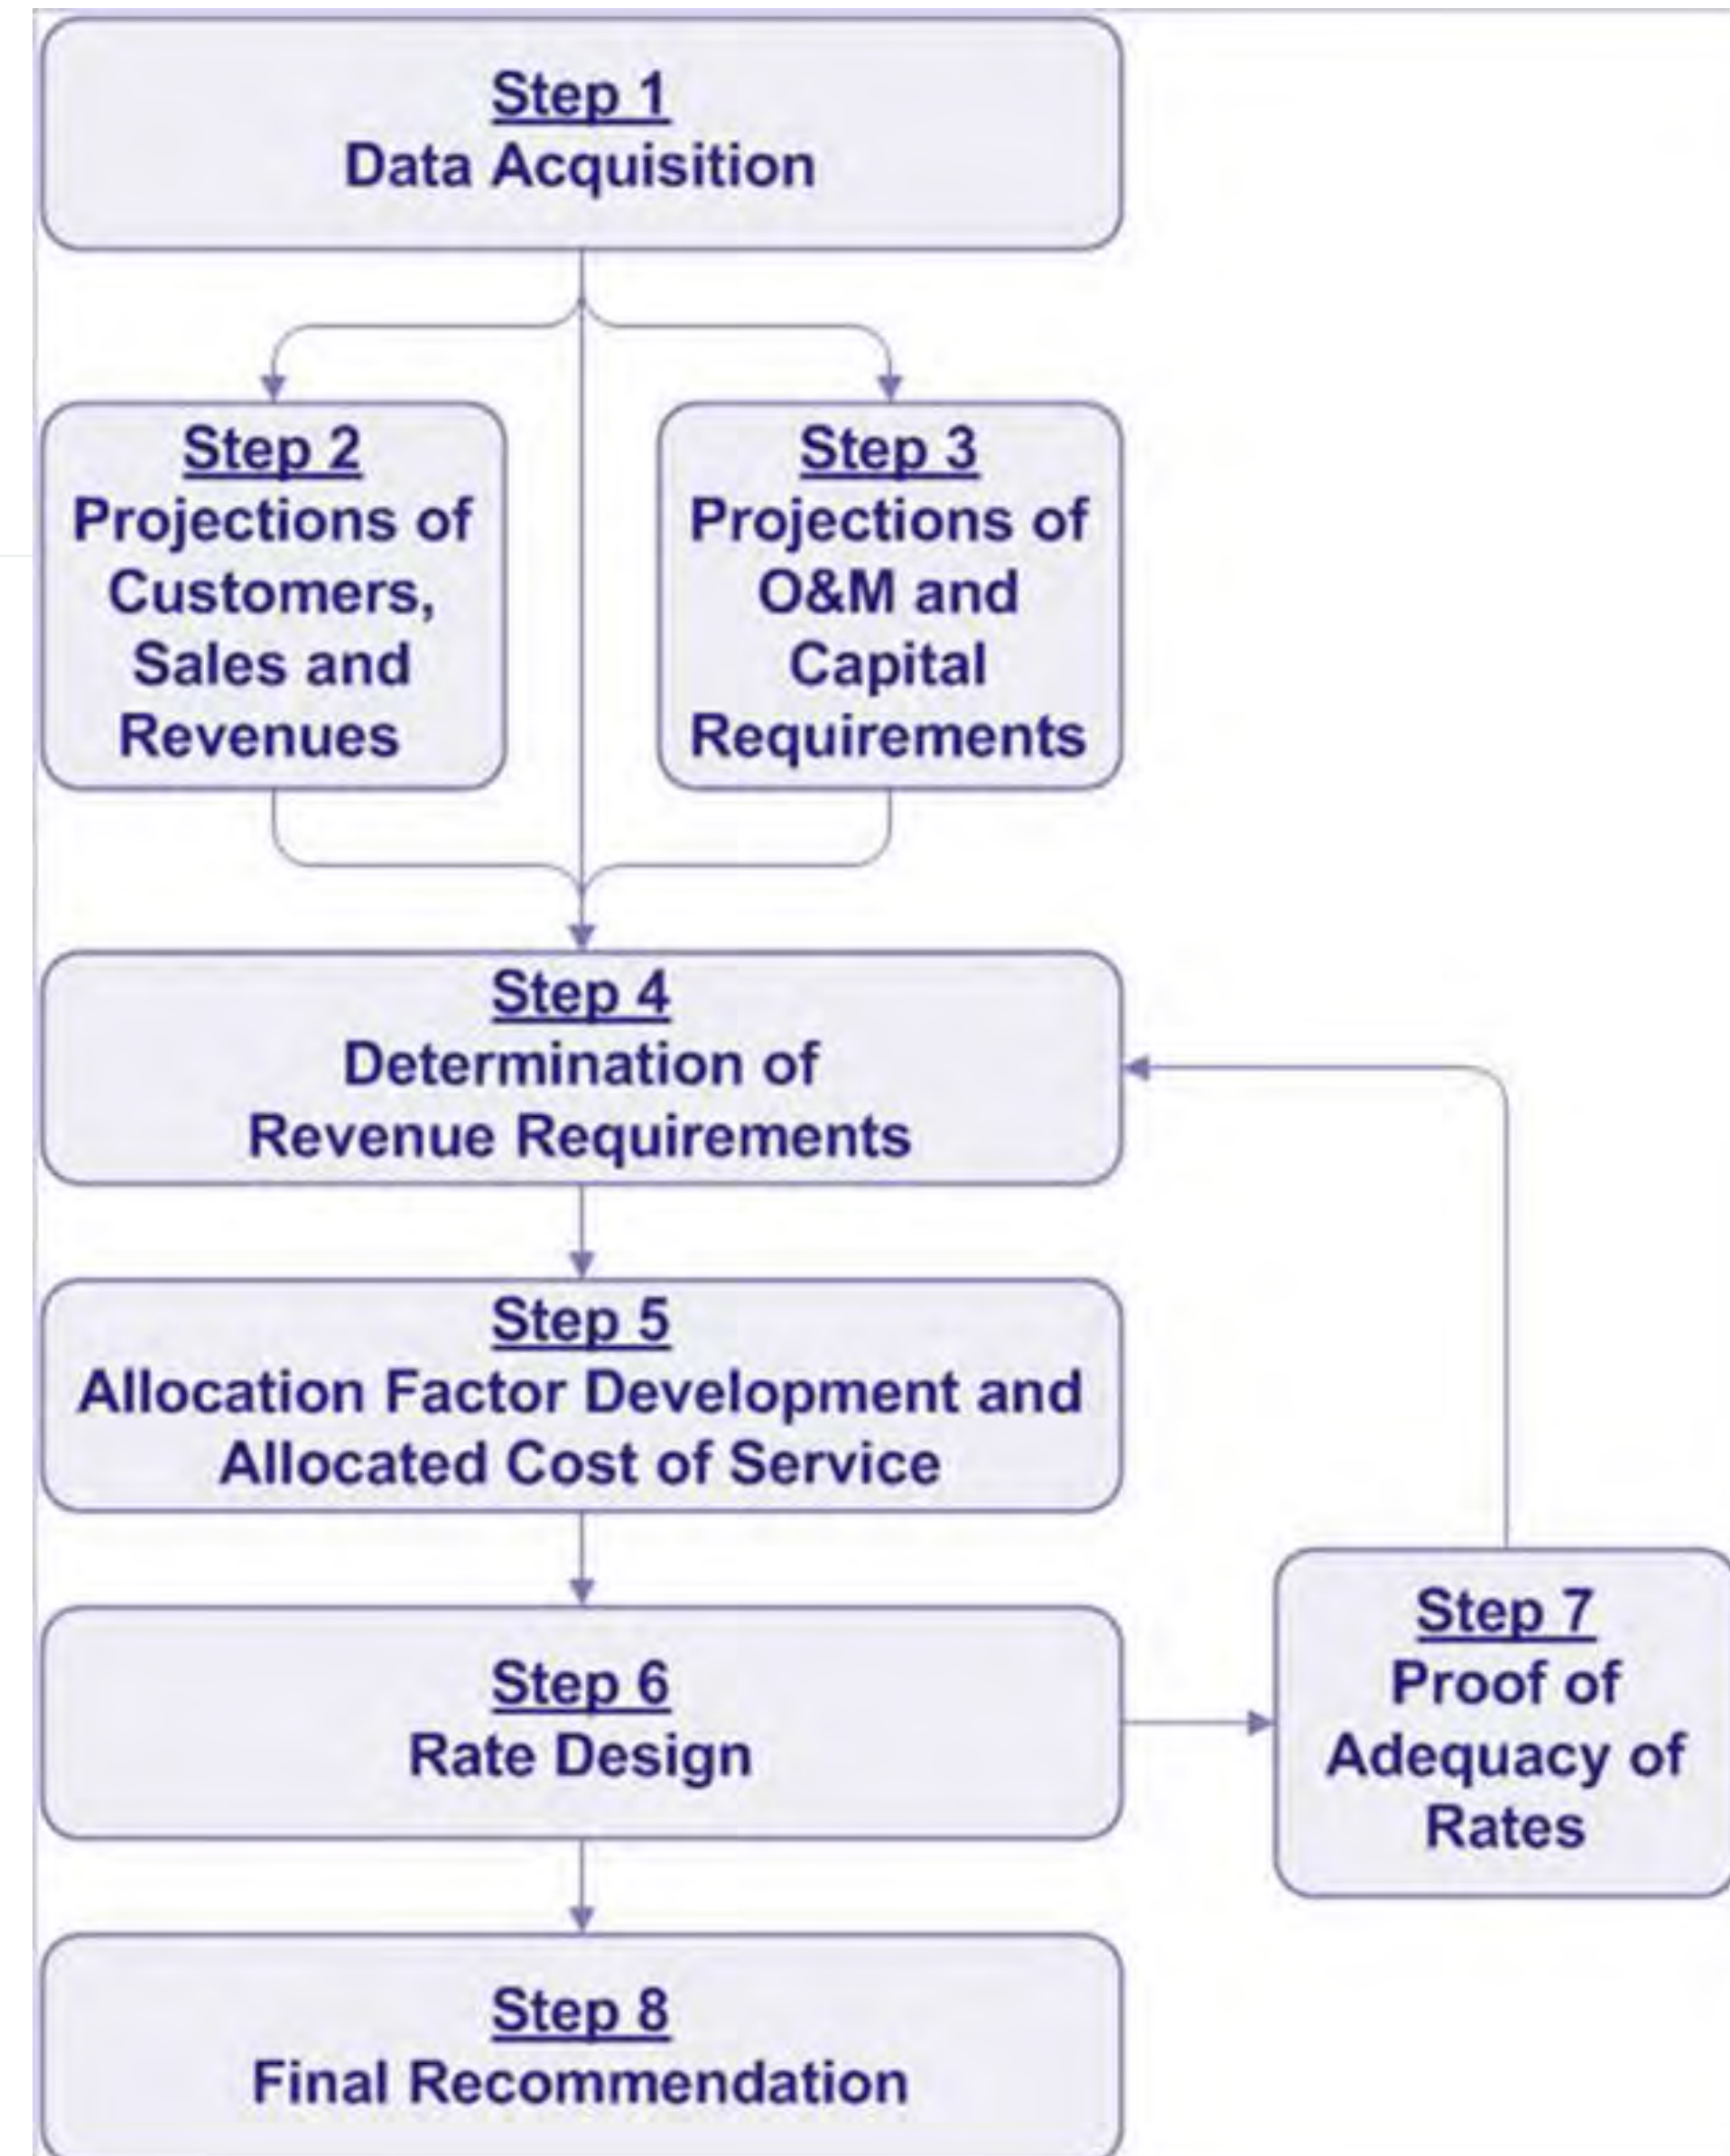 Step 1
Data Acquisition
Step 2
Projections of
Customers,
Sales and
Revenues
Step 3
Projections of
O&M and
Capital
Requirements
Step 4
Determination of
Revenue Requirements
Step 5
Allocation Factor Development and
Allocated Cost of Service
Step 6
Rate Design
Step 7
Proof of
Adequacy of
Rates
Step 8
Final Recommendation